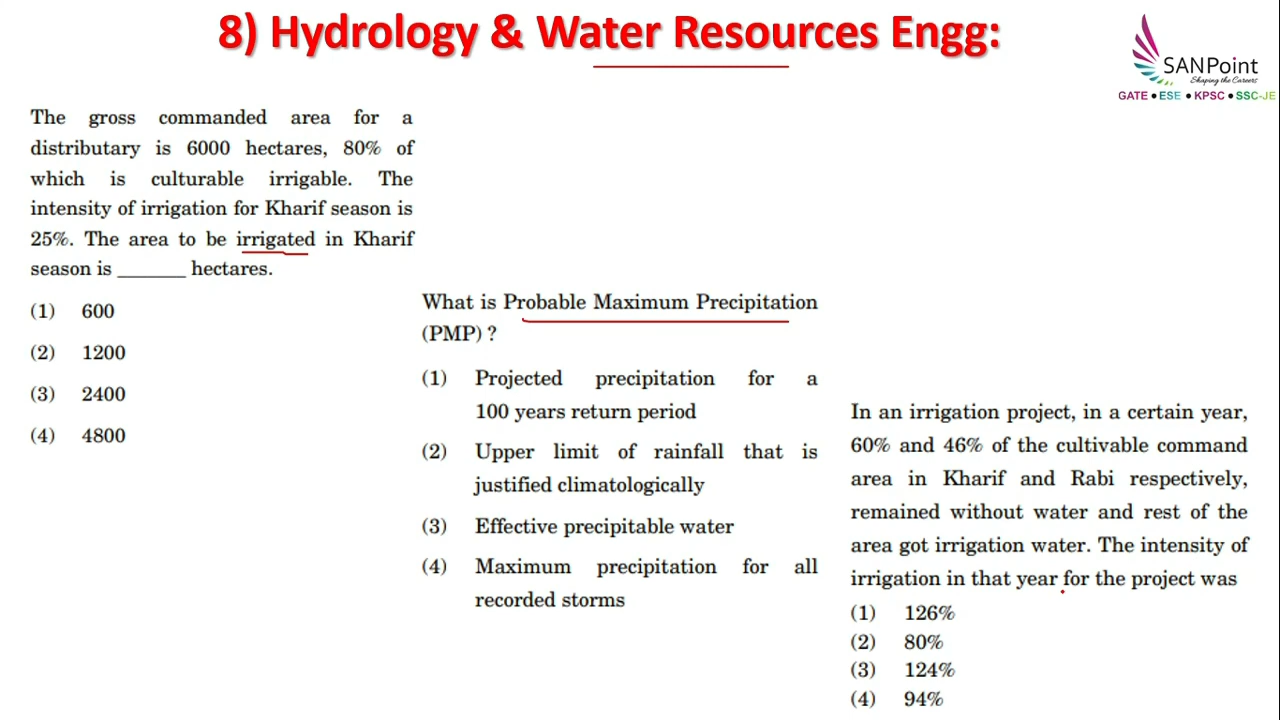 8) Hydrology & Water Resources Engg:
SANPoint
Shaping the Careers
GATE ● ESE ● KPSC ● SSC-JE
The gross commanded area for a
distributary is 6000 hectares, 80% of
which is culturable irrigable. The
intensity of irrigation for Kharif season is
25%. The area to be irrigated in Kharif
season is _______ hectares.
(1) 600
(2) 1200
(3) 2400
(4) 4800
What is Probable Maximum Precipitation
(PMP) ?
(1) Projected precipitation for a
100 years return period
(2) Upper limit of rainfall that is
justified climatologically
(3) Effective precipitable water
(4) Maximum precipitation for all
recorded storms
In an irrigation project, in a certain year,
60% and 46% of the cultivable command
area in Kharif and Rabi respectively,
remained without water and rest of the
area got irrigation water. The intensity of
irrigation in that year for the project was
(1) 126%
(2) 80%
(3) 124%
(4) 94%